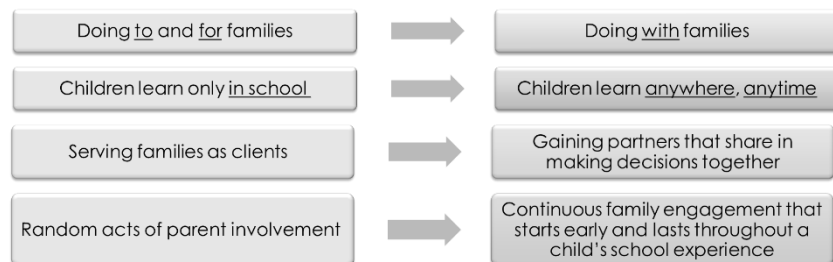 Doing to and for families
Doing with families
Children learn only in school
Children learn anywhere, anytime
Serving families as clients
Gaining partners that share in
making decisions together
Random acts of parent involvement
Continuous family engagement that
starts early and lasts throughout a
child's school experience